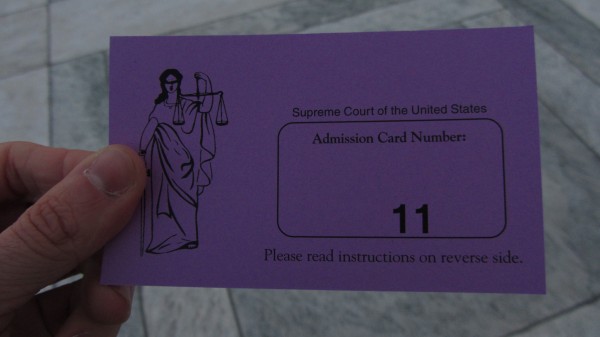 Supreme Court of the United States
Admission Card Number:
11
Please read instructions on reverse side.